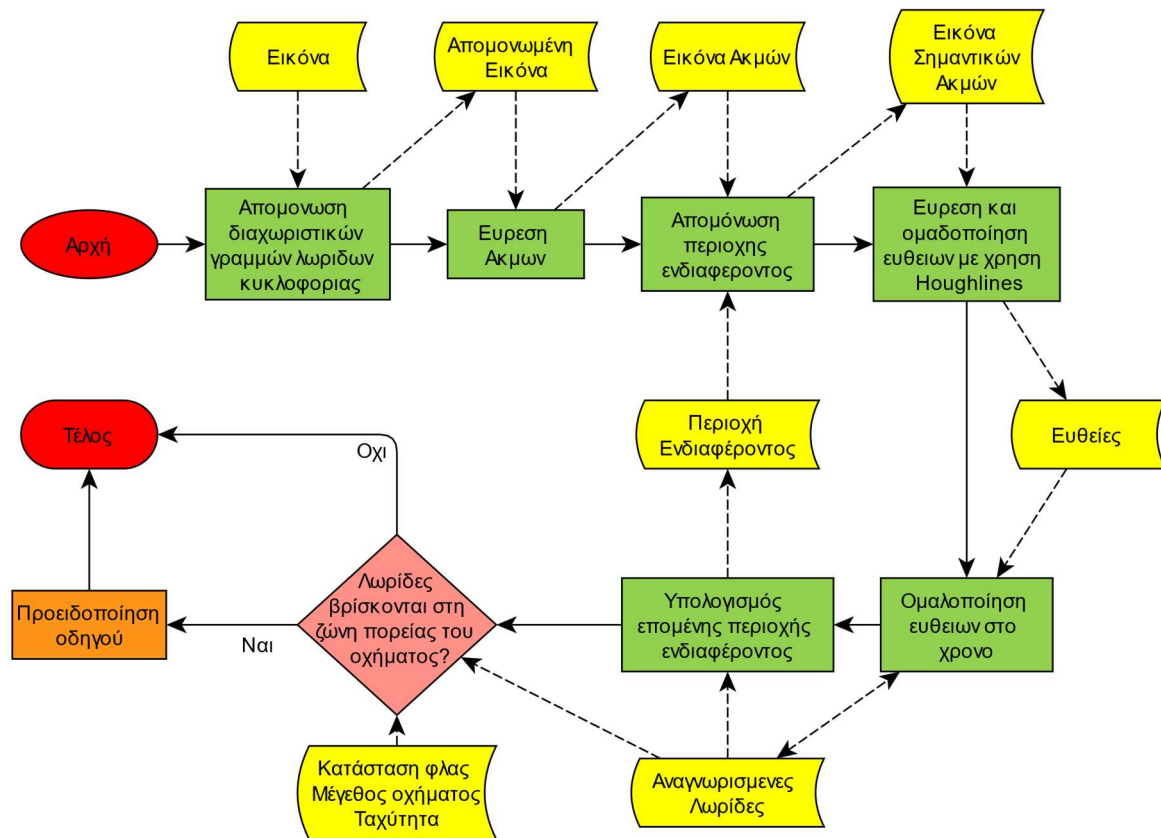 Εικόνα
Απομονωμένη
Εικόνα
Εικόνα Ακμών
Εικόνα
Σημαντικών
Ακμών
Αρχή
Απομονωση
διαχωριστικών
γραμμών λωριδων
κυκλοφοριας
Ευρεση
Ακμων
Απομόνωση
περιοχης
ενδιαφεροντος
Ευρεση και
ομαδοποίηση
ευθειων με χρηση
Houghlines
Τέλος
Οχι
Περιοχή
Ενδιαφέροντος
Ευθείες
Προειδοποίηση
οδηγού
Ναι
Λωρίδες
βρίσκονται στη
ζώνη πορείας του
οχήματος?
Υπολογισμός
επομένης περιοχής
ενδιαφέροντος
Ομαλοποίηση
ευθειων στο
χρονο
Κατάσταση φλας
Μέγεθος οχήματος
Ταχύτητα
Αναγνωρισμενες
Λωρίδες